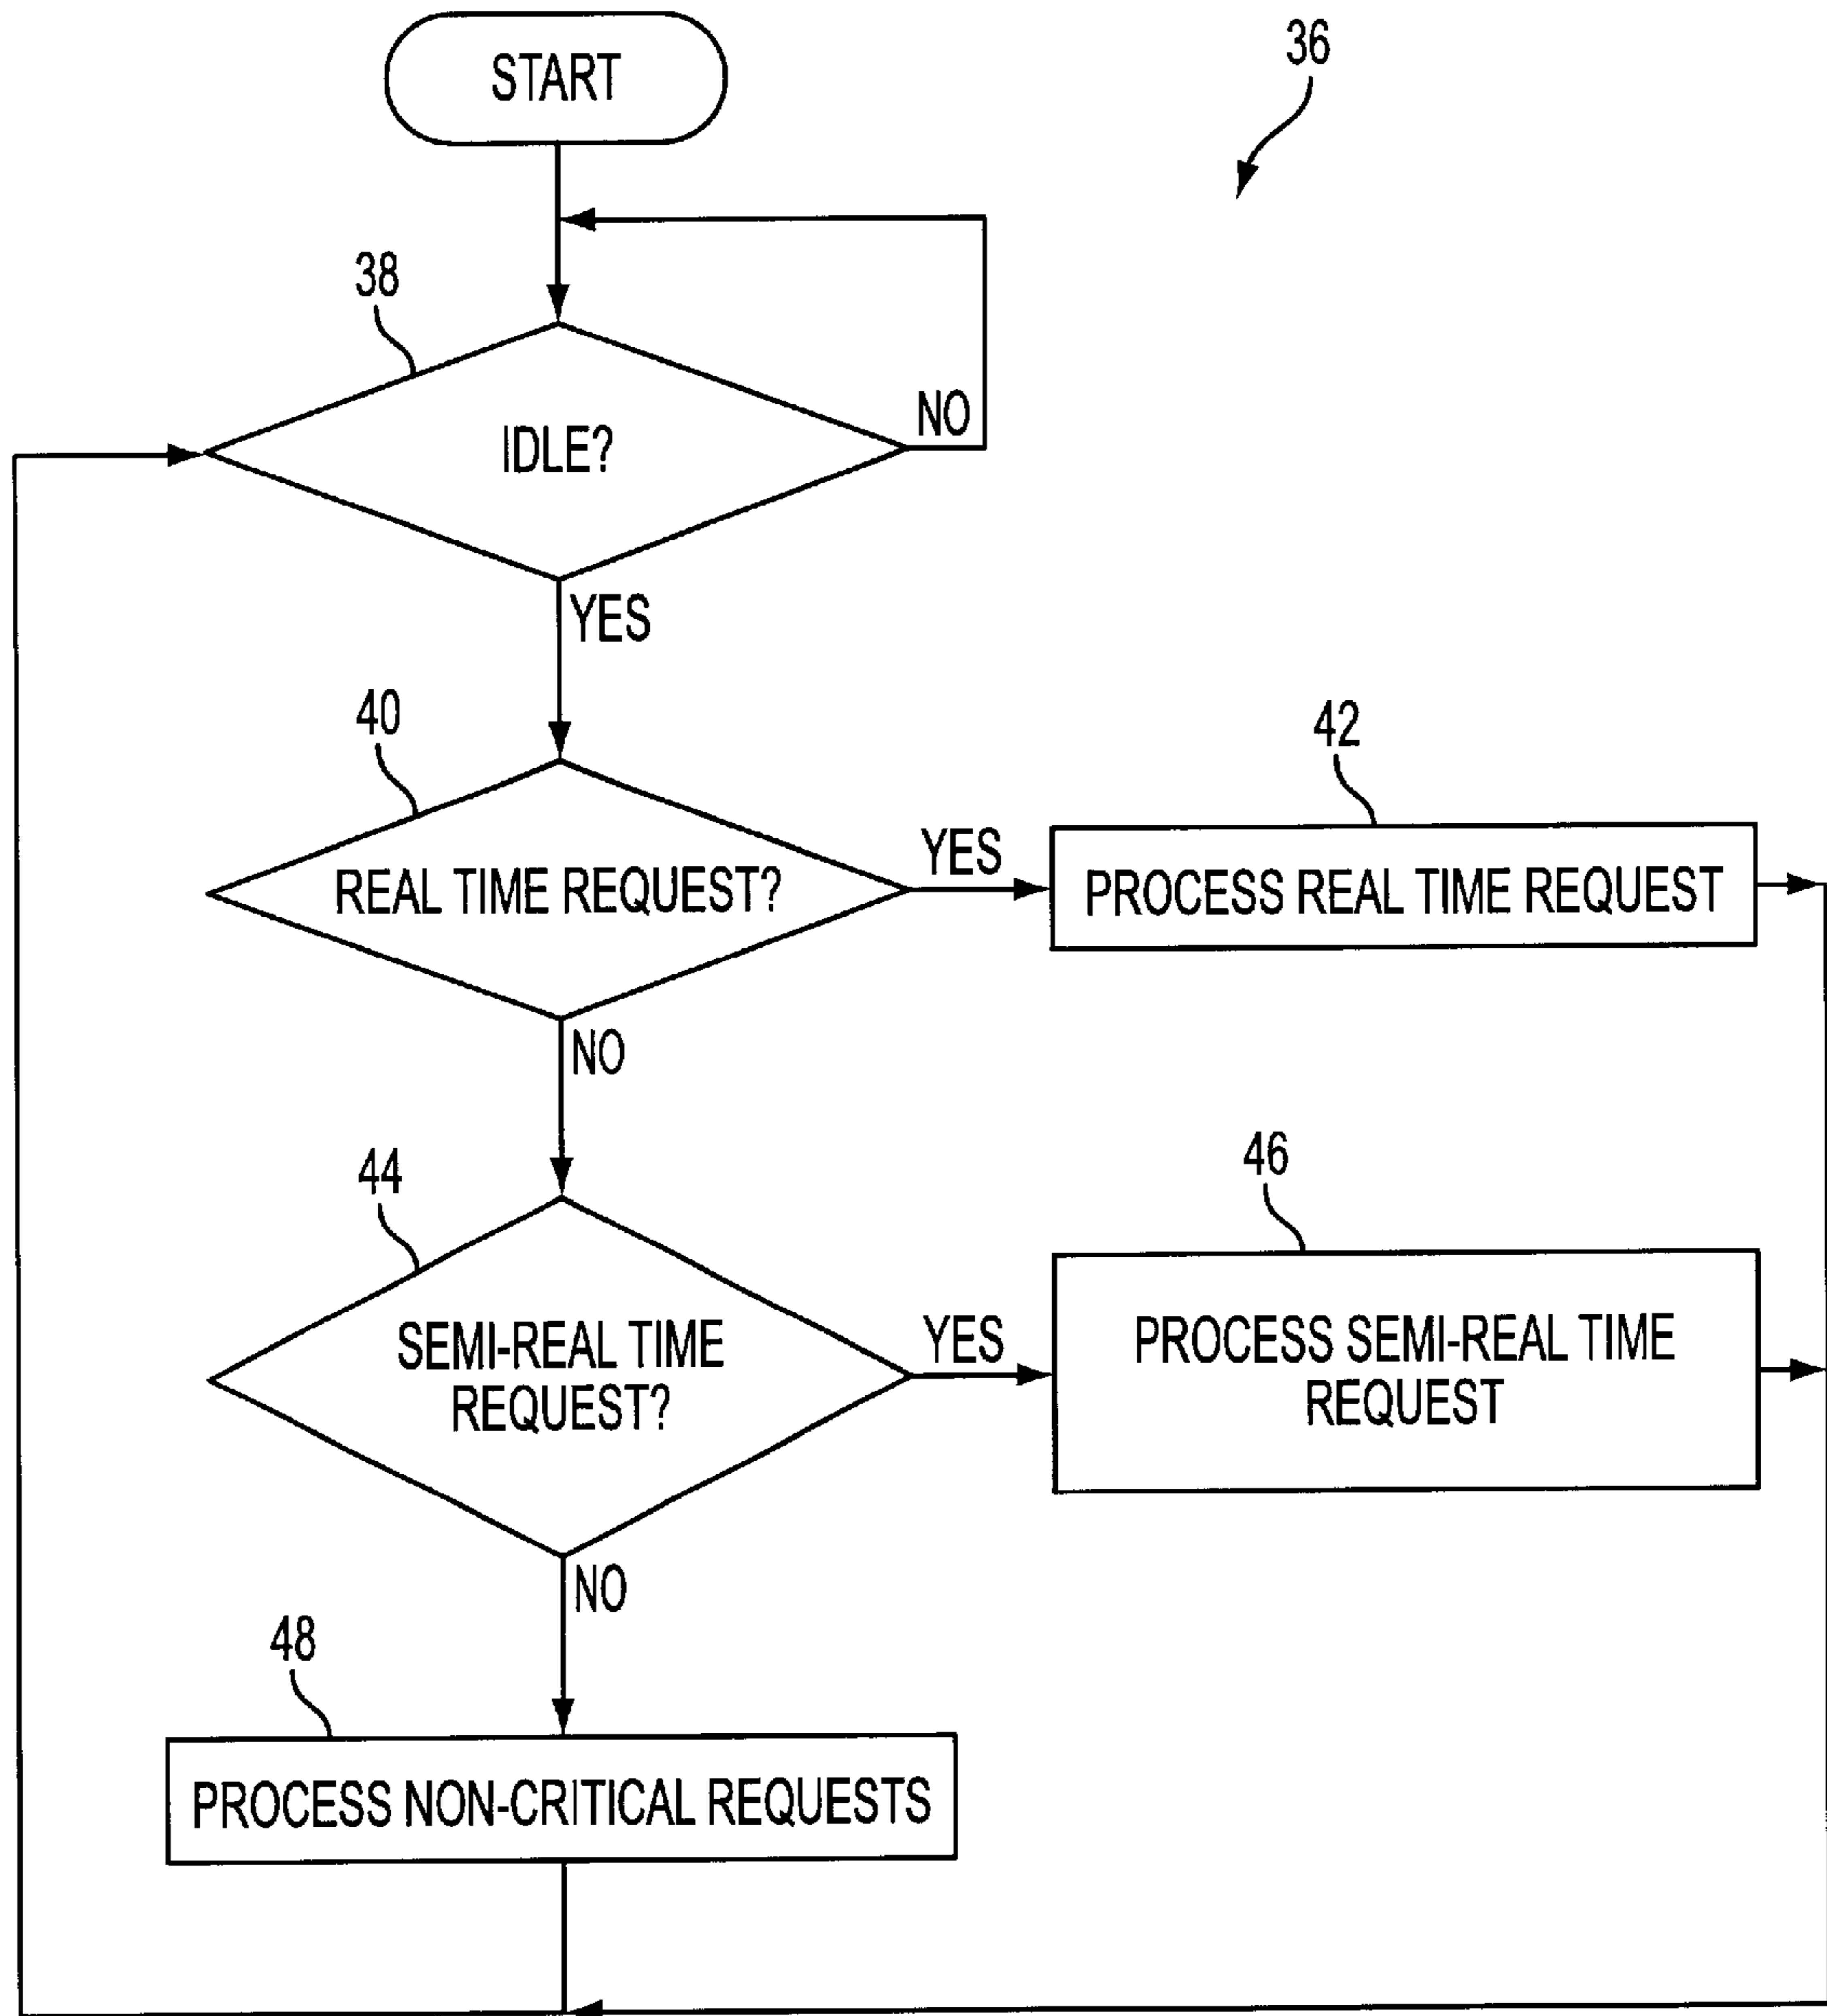 START
36
38
IDLE?
NO
YES
40
REAL TIME REQUEST?
YES
42
PROCESS REAL TIME REQUEST
NO
44
SEMI-REAL TIME
REQUEST?
YES
46
PROCESS SEMI-REAL TIME
REQUEST
NO
48
PROCESS NON-CRITICAL REQUESTS